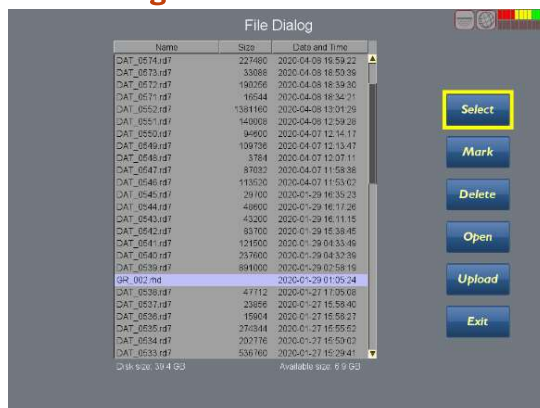 File Dialog
Name Size Date and Time
DAT_0574.rd7 227480 2020-04-08 19:59:22
DAT_0573.rd7 33088 2020-04-08 18:50:39
DAT_0572.rd7 190256 2020-04-08 18:39:30
DAT_0571.rd7 16544 2020-04-08 18:34:21
DAT_0552.rd7 1381160 2020-04-08 13:01:29
DAT_0551.rd7 140008 2020-04-08 12:59:28
DAT_0550.rd7 94600 2020-04-07 12:14:17
DAT_0549.rd7 109736 2020-04-07 12:13:47
DAT_0548.rd7 3784 2020-04-07 12:07:11
DAT_0547.rd7 87032 2020-04-07 11:58:38
DAT_0546.rd7 113520 2020-04-07 11:53:02
DAT_0545.rd7 29700 2020-01-29 16:35:23
DAT_0544.rd7 48600 2020-01-29 16:17:26
DAT_0543.rd7 43200 2020-01-29 16:11:15
DAT_0542.rd7 83700 2020-01-29 15:38:45
DAT_0541.rd7 121500 2020-01-29 04:33:49
DAT_0540.rd7 237600 2020-01-29 04:32:39
DAT_0539.rd7 891000 2020-01-29 02:58:19
GR_002.rnd 2020-01-29 01:05:24
DAT_0538.rd7 47712 2020-01-27 17:05:08
DAT_0537.rd7 23856 2020-01-27 15:58:40
DAT_0536.rd7 15904 2020-01-27 15:58:27
DAT_0535.rd7 274344 2020-01-27 15:55:52
DAT_0534.rd7 202776 2020-01-27 15:50:02
DAT_0533.rd7 536760 2020-01-27 15:29:41
Disk size: 39.4 GB Available size: 6.9 GB
Select
Mark
Delete
Open
Upload
Exit